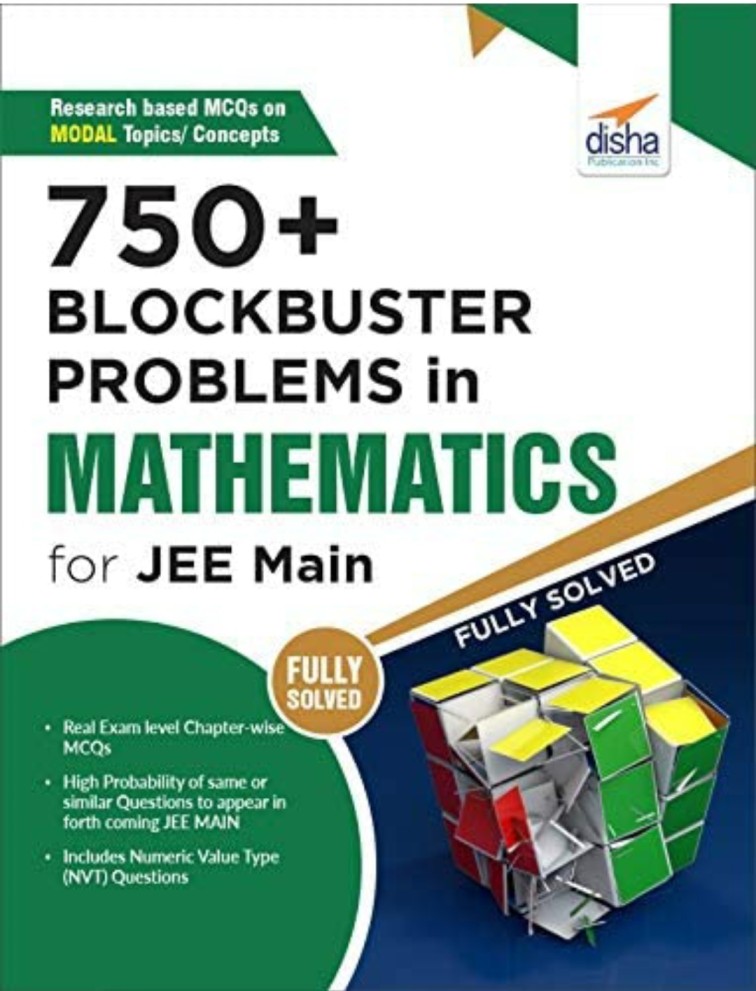 Research based MCQs on
MODAL Topics/ Concepts
disha
Publication Inc
750+
BLOCKBUSTER
PROBLEMS in
MATHEMATICS
for JEE Main
FULLY SOLVED
FULLY
SOLVED
• Real Exam level Chapter-wise
MCQs
• High Probability of same or
similar Questions to appear in
forth coming JEE MAIN
• Includes Numeric Value Type
(NVT) Questions